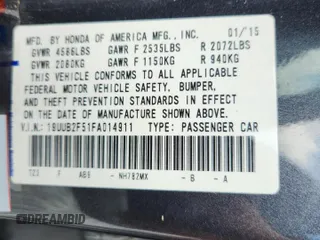 MFD. BY HONDA OF AMERICA MFG.,INC. 01/15
GVWR 4586LBS GAWR F 2535LBS R 2072LBS
GVWR 2080KG GAWR F 1150KG R 940KG
THIS VEHICLE CONFORMS TO ALL APPLICABLE
FEDERAL MOTOR VEHICLE SAFETY, BUMPER,
AND THEFT PREVENTION STANDARDS IN EFFECT
ON THE DATE OF MANUFACTURE SHOWN ABOVE.
V.I.N.: 19UUB2F51FA014911 TYPE: PASSENGER CAR
F NH782MX - B - A
DREAMBID